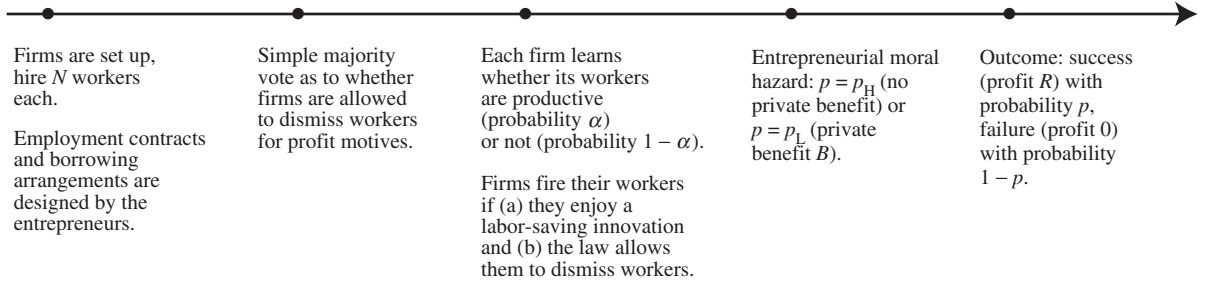 Firms are set up,
hire N workers
each.
Employment contracts
and borrowing
arrangements are
designed by the
entrepreneurs.
Simple majority
vote as to whether
firms are allowed
to dismiss workers
for profit motives.
Each firm learns
whether its workers
are productive
(probability α)
or not (probability 1 − α).
Firms fire their workers
if (a) they enjoy a
labor-saving innovation
and (b) the law allows
them to dismiss workers.
Entrepreneurial moral
hazard: p = p_H (no
private benefit) or
p = p_L (private
benefit B).
Outcome: success
(profit R) with
probability p,
failure (profit 0)
with probability
1 − p.